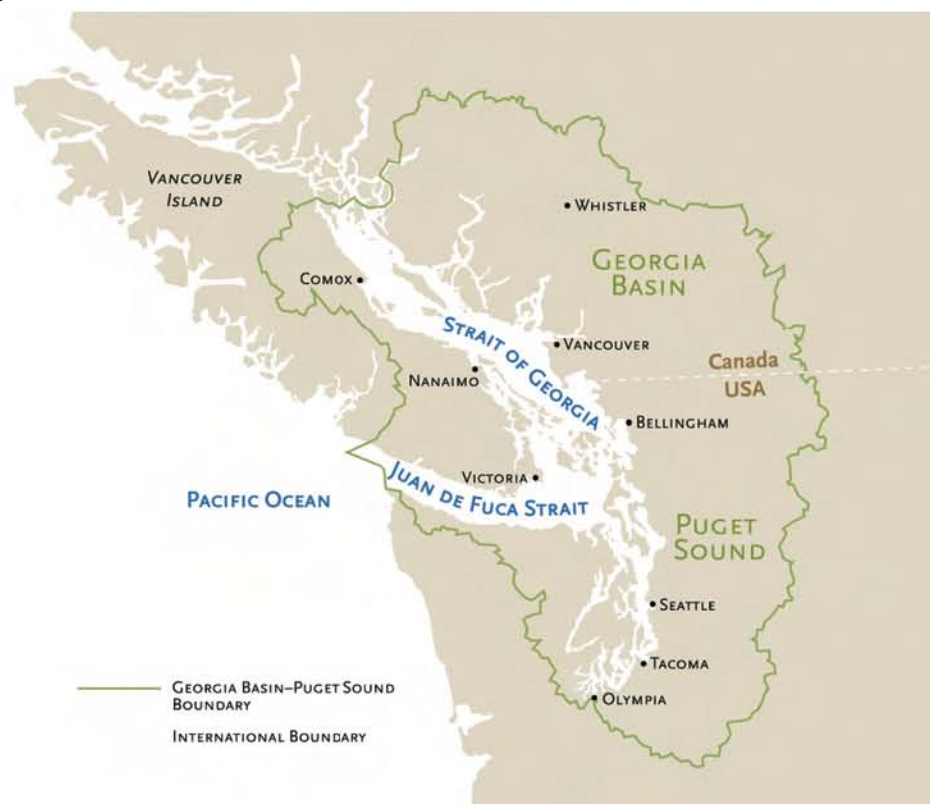 VANCOUVER
ISLAND
WHISTLER
GEORGIA
BASIN
COMOX
STRAIT OF GEORGIA
VANCOUVER
Canada
USA
NANAIMO
BELLINGHAM
VICTORIA
JUAN DE FUCA STRAIT
PACIFIC OCEAN
PUGET
SOUND
SEATTLE
TACOMA
OLYMPIA
GEORGIA BASIN–PUGET SOUND
BOUNDARY
INTERNATIONAL BOUNDARY